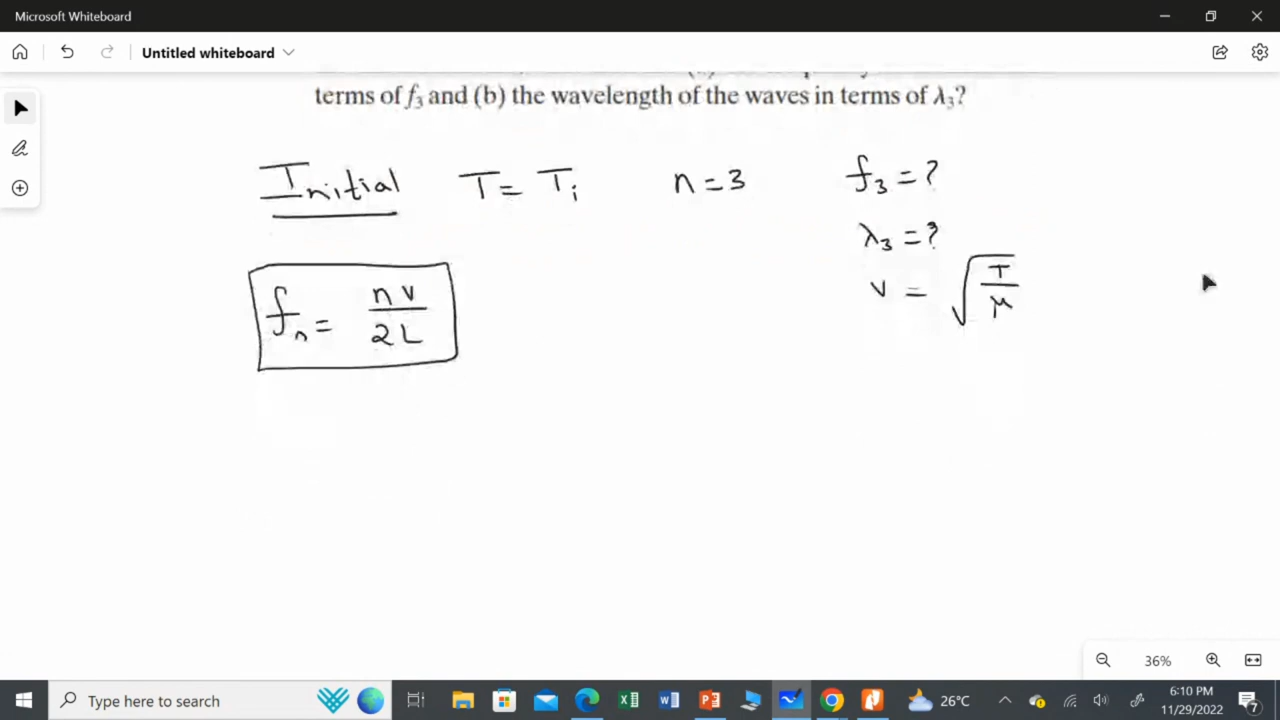 Microsoft Whiteboard
Untitled whiteboard
terms of f₃ and (b) the wavelength of the waves in terms of λ₃?
Initial T = Tᵢ n = 3 f₃ = ?
λ₃ = ?
fₙ = nv/2L v = √(T/μ)
36%
Type here to search
26°C
6:10 PM
11/29/2022
7